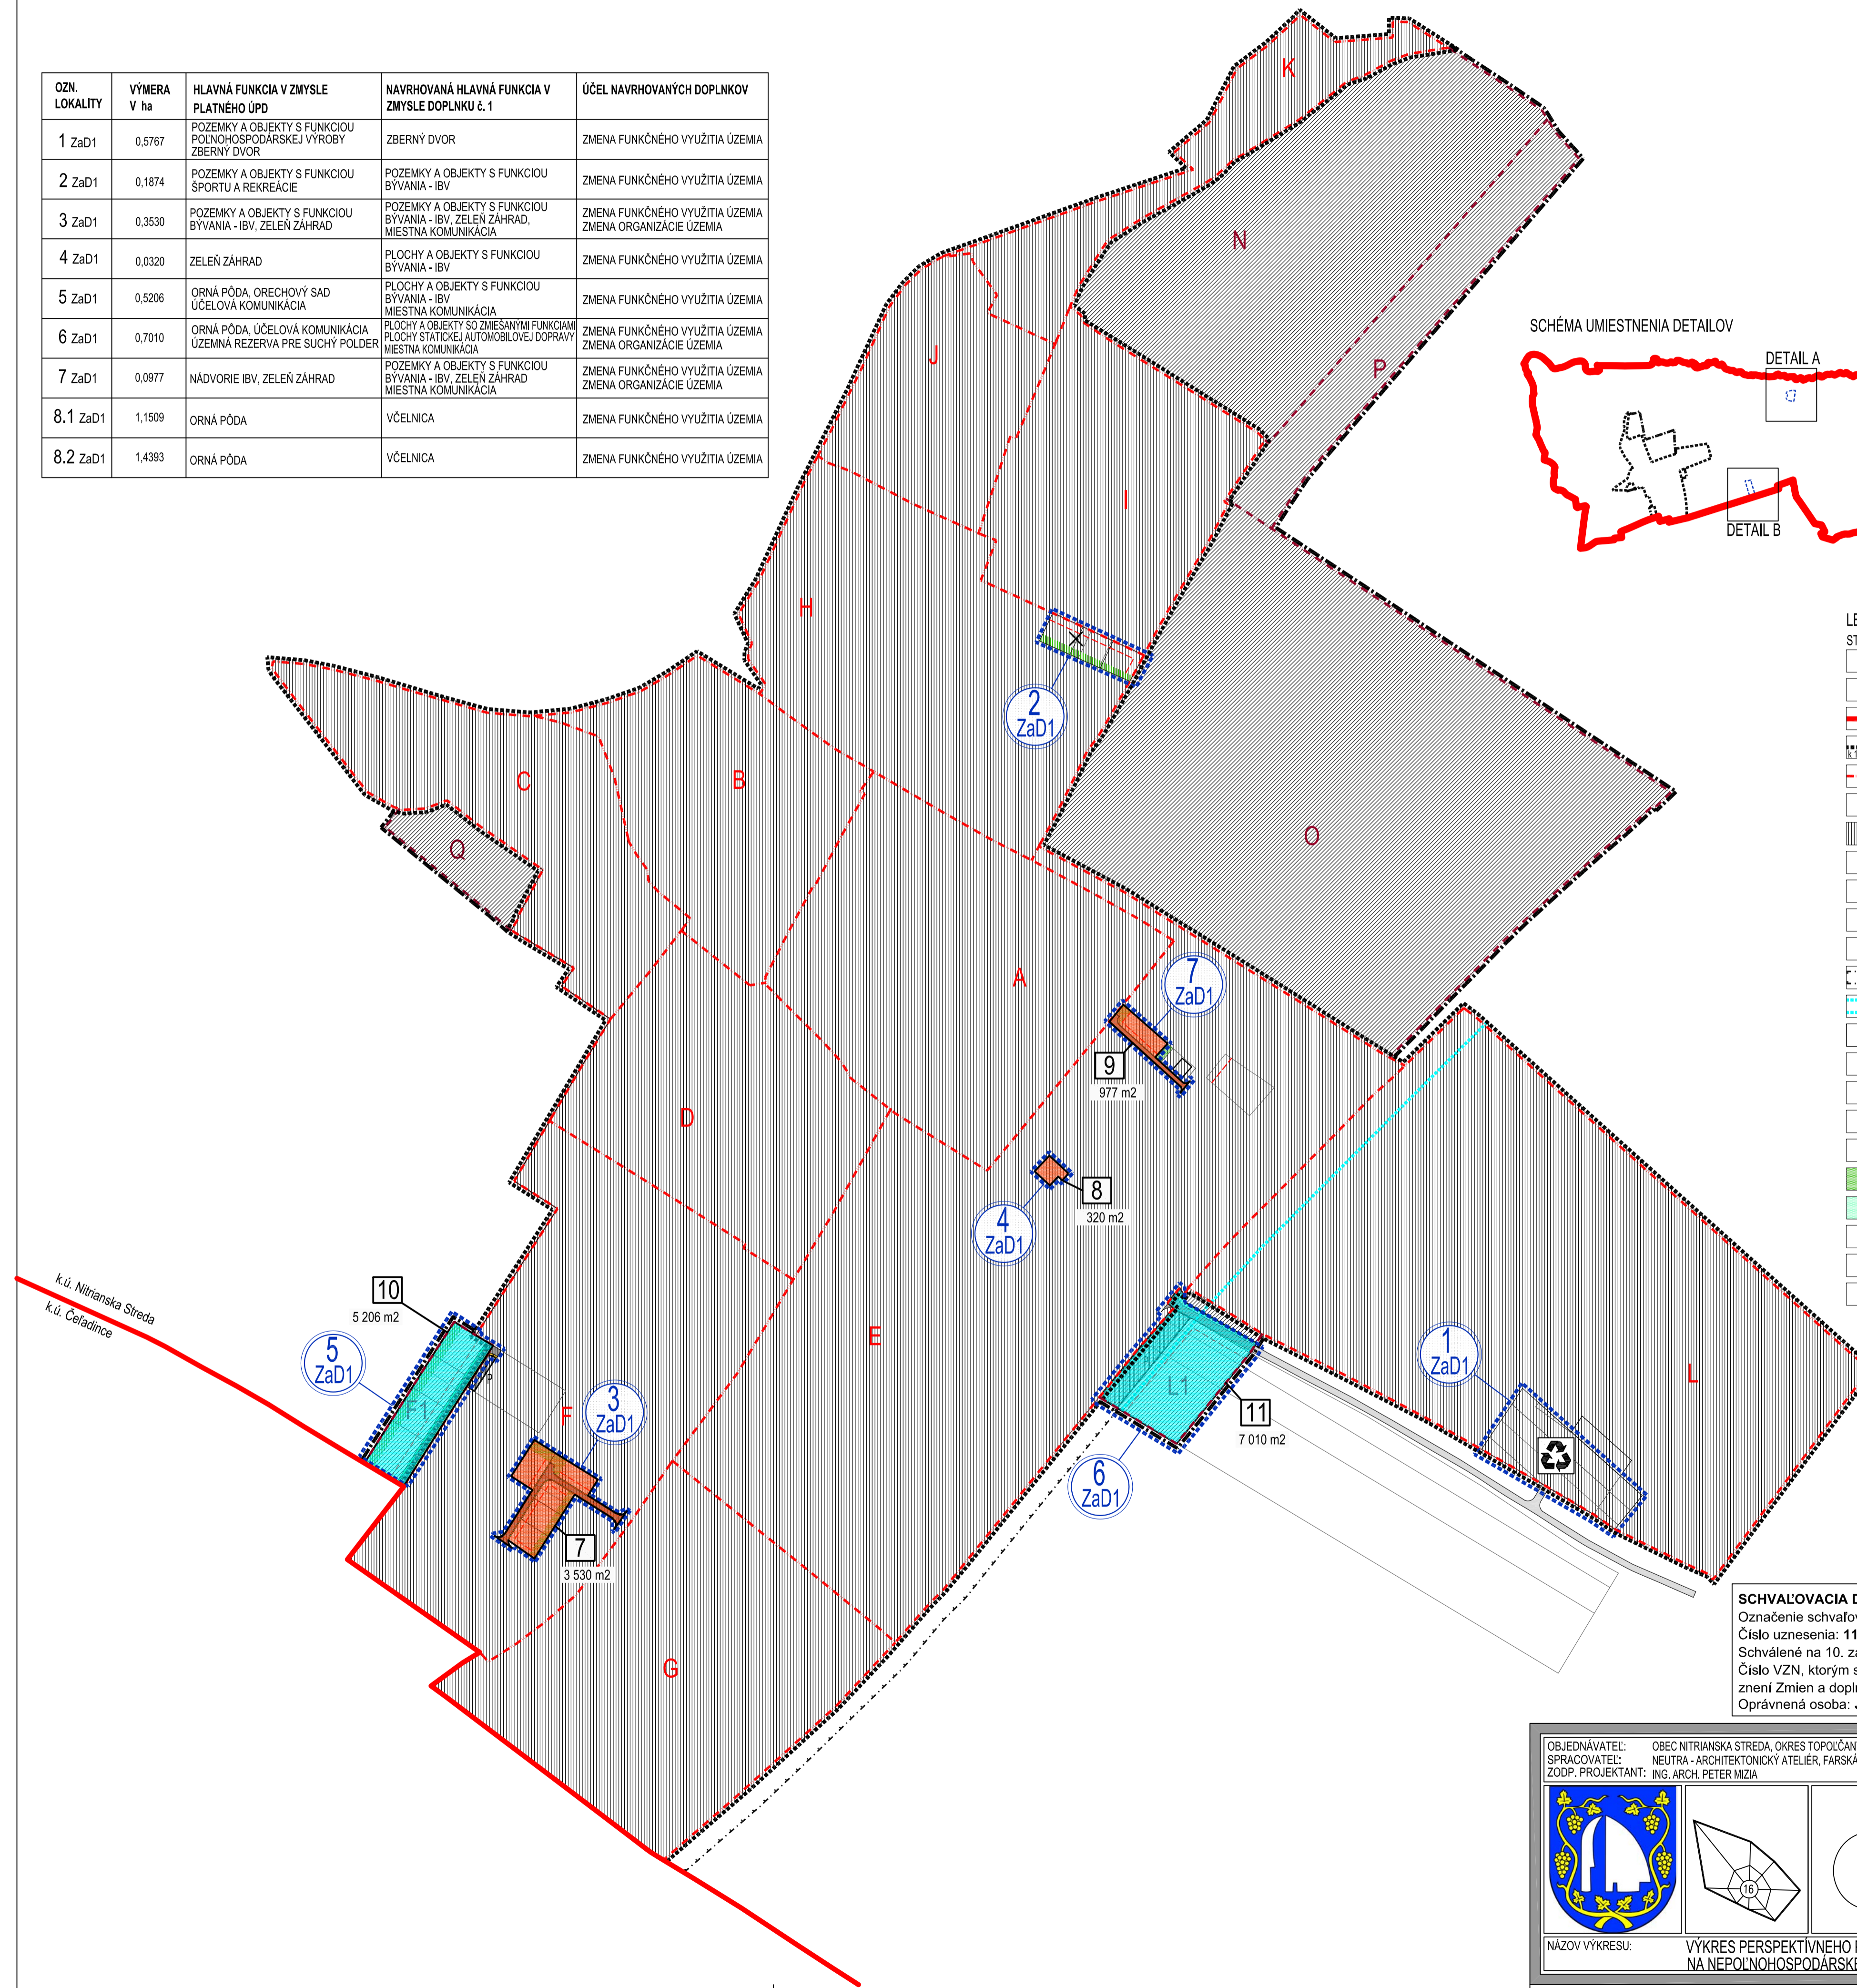 OZN. LOKALITY
VÝMERA V ha
HLAVNÁ FUNKCIA V ZMYSLE PLATNÉHO ÚPD
NAVRHOVANÁ HLAVNÁ FUNKCIA V ZMYSLE DOPLNKU č. 1
ÚČEL NAVRHOVANÝCH DOPLNKOV
1 ZaD1
0,5767
POZEMKY A OBJEKTY S FUNKCIOU
POĽNOHOSPODÁRSKEJ VÝROBY
ZBERNÝ DVOR
ZBERNÝ DVOR
ZMENA FUNKČNÉHO VYUŽITIA ÚZEMIA
2 ZaD1
0,1874
POZEMKY A OBJEKTY S FUNKCIOU
ŠPORTU A REKREÁCIE
POZEMKY A OBJEKTY S FUNKCIOU
BÝVANIA - IBV
ZMENA FUNKČNÉHO VYUŽITIA ÚZEMIA
3 ZaD1
0,3530
POZEMKY A OBJEKTY S FUNKCIOU
BÝVANIA - IBV, ZELEŇ ZÁHRAD
POZEMKY A OBJEKTY S FUNKCIOU
BÝVANIA - IBV, ZELEŇ ZÁHRAD,
MIESTNA KOMUNIKÁCIA
ZMENA FUNKČNÉHO VYUŽITIA ÚZEMIA
ZMENA ORGANIZÁCIE ÚZEMIA
4 ZaD1
0,0320
ZELEŇ ZÁHRAD
PLOCHY A OBJEKTY S FUNKCIOU
BÝVANIA - IBV
ZMENA FUNKČNÉHO VYUŽITIA ÚZEMIA
5 ZaD1
0,5206
ORNÁ PÔDA, ORECHOVÝ SAD
ÚČELOVÁ KOMUNIKÁCIA
PLOCHY A OBJEKTY S FUNKCIOU
BÝVANIA - IBV
MIESTNA KOMUNIKÁCIA
ZMENA FUNKČNÉHO VYUŽITIA ÚZEMIA
6 ZaD1
0,7010
ORNÁ PÔDA, ÚČELOVÁ KOMUNIKÁCIA
ÚZEMNÁ REZERVA PRE SUCHÝ POLDER
PLOCHY A OBJEKTY SO ZMIEŠANÝMI FUNKCIAMI
PLOCHY STATICKEJ AUTOMOBILOVEJ DOPRAVY
MIESTNA KOMUNIKÁCIA
ZMENA FUNKČNÉHO VYUŽITIA ÚZEMIA
ZMENA ORGANIZÁCIE ÚZEMIA
7 ZaD1
0,0977
NÁDVORIE IBV, ZELEŇ ZÁHRAD
POZEMKY A OBJEKTY S FUNKCIOU
BÝVANIA - IBV, ZELEŇ ZÁHRAD
MIESTNA KOMUNIKÁCIA
ZMENA FUNKČNÉHO VYUŽITIA ÚZEMIA
ZMENA ORGANIZÁCIE ÚZEMIA
8.1 ZaD1
1,1509
ORNÁ PÔDA
VČELNICA
ZMENA FUNKČNÉHO VYUŽITIA ÚZEMIA
8.2 ZaD1
1,4393
ORNÁ PÔDA
VČELNICA
ZMENA FUNKČNÉHO VYUŽITIA ÚZEMIA
K
N
J
P
I
H
SCHÉMA UMIESTNENIA DETAILOV
DETAIL A
DETAIL B
2
ZaD1
C
B
Q
O
A
7
ZaD1
9
977 m2
D
8
320 m2
4
ZaD1
k.ú. Nitrianska Streda
k.ú. Čeľadince
10
5 206 m2
5
ZaD1
P
F1
F
3
ZaD1
7
3 530 m2
E
L1
11
7 010 m2
6
ZaD1
1
ZaD1
L
G
SCHVAĽOVACIA
Označenie
Číslo uznesenia: 11
Schválené na 10.
Číslo VZN, ktorým
znení Zmien a
Oprávnená osoba:
OBJEDNÁVATEĽ: OBEC NITRIANSKA STREDA, OKRES
SPRACOVATEĽ: NEUTRA - ARCHITEKTONICKÝ ATELIÉR,
ZODP. PROJEKTANT: ING. ARCH. PETER MIZIA
16
NÁZOV VÝKRESU: VÝKRES PERSPEKTÍVNEHO
NA